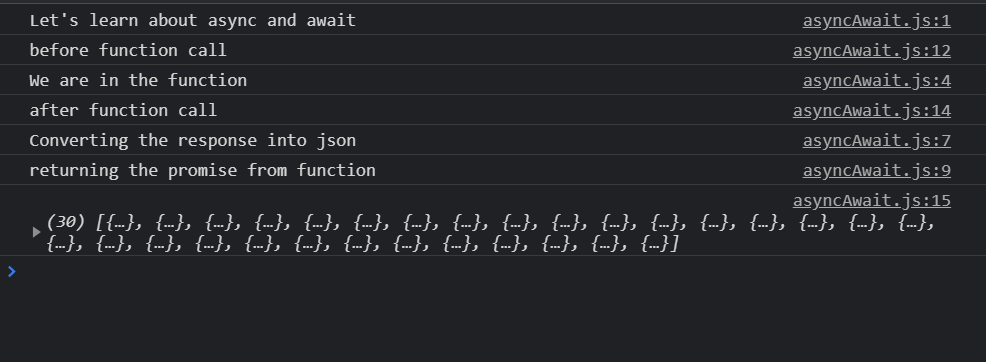 Let's learn about async and await asyncAwait.js:1
before function call asyncAwait.js:12
We are in the function asyncAwait.js:4
after function call asyncAwait.js:14
Converting the response into json asyncAwait.js:7
returning the promise from function asyncAwait.js:9
asyncAwait.js:15
(30) [{…}, {…}, {…}, {…}, {…}, {…}, {…}, {…}, {…}, {…}, {…}, {…}, {…}, {…}, {…}, {…}, {…},
{…}, {…}, {…}, {…}, {…}, {…}, {…}, {…}, {…}, {…}, {…}, {…}, {…}]